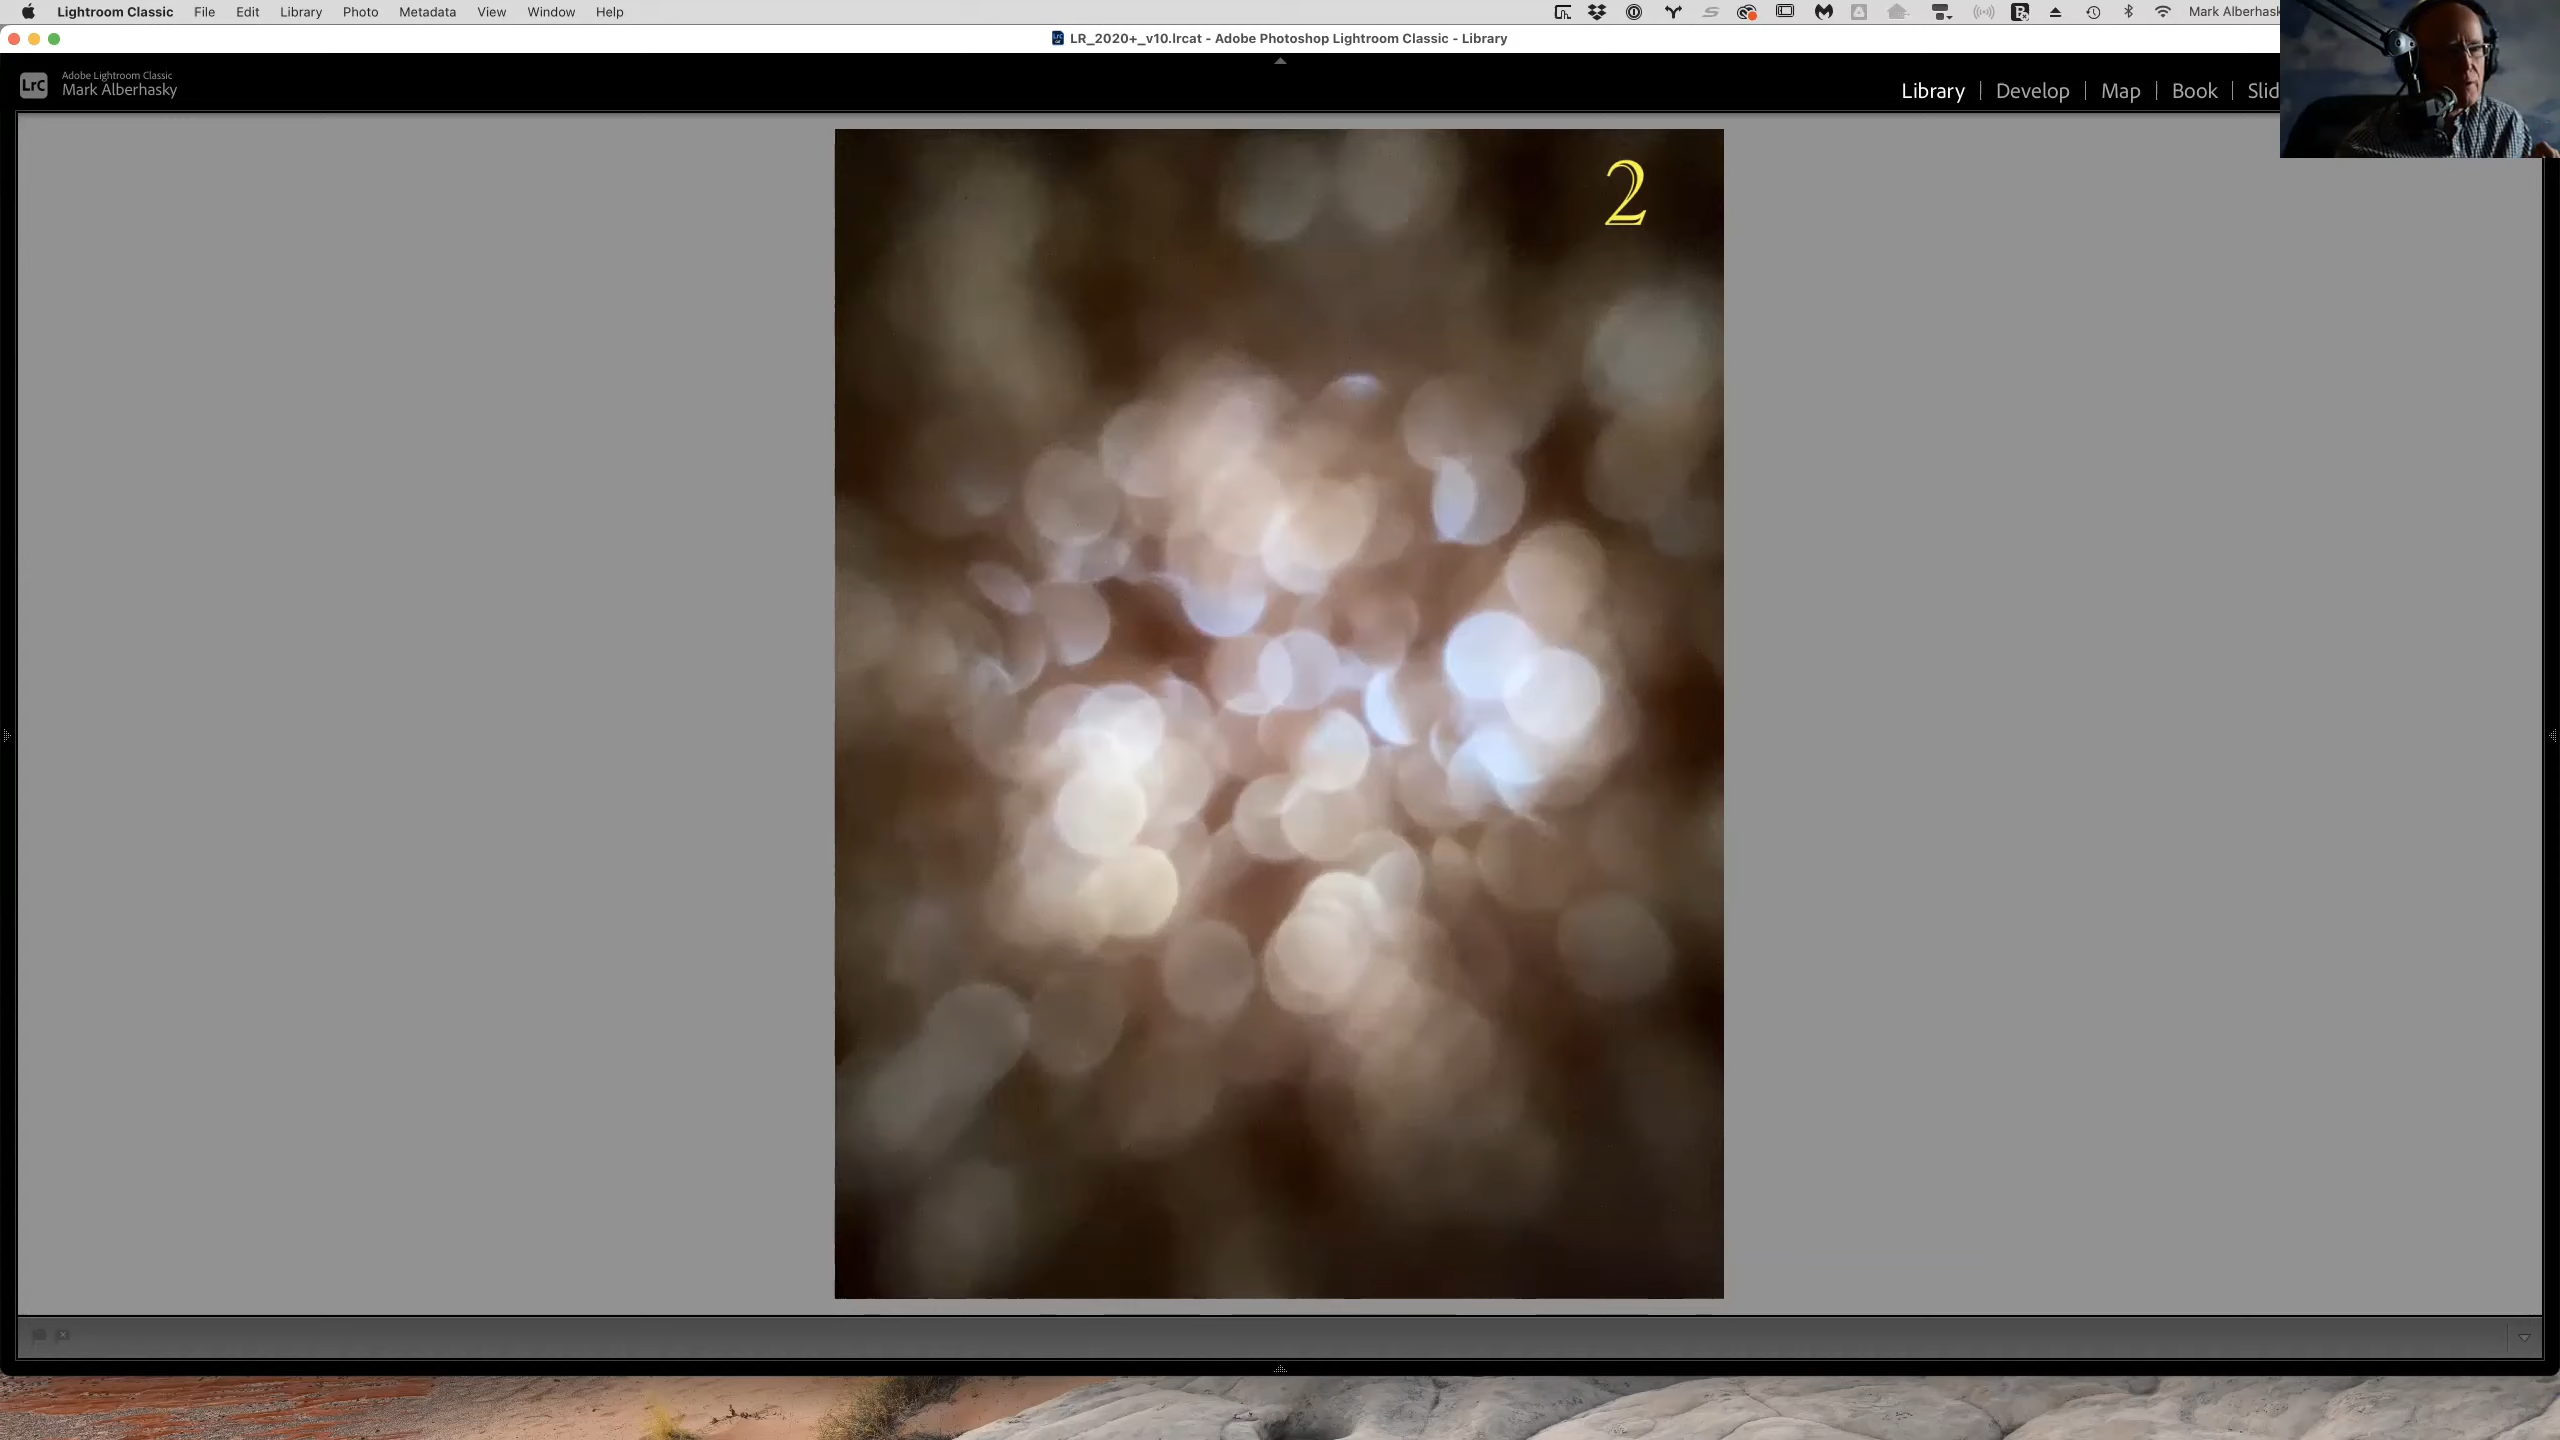 Lightroom Classic File Edit Library Photo Metadata View Window Help Mark Alberhask
LR_2020+_v10.lrcat - Adobe Photoshop Lightroom Classic - Library
LrC
Adobe Lightroom Classic
Mark Alberhasky
Library | Develop | Map | Book | Slid
2